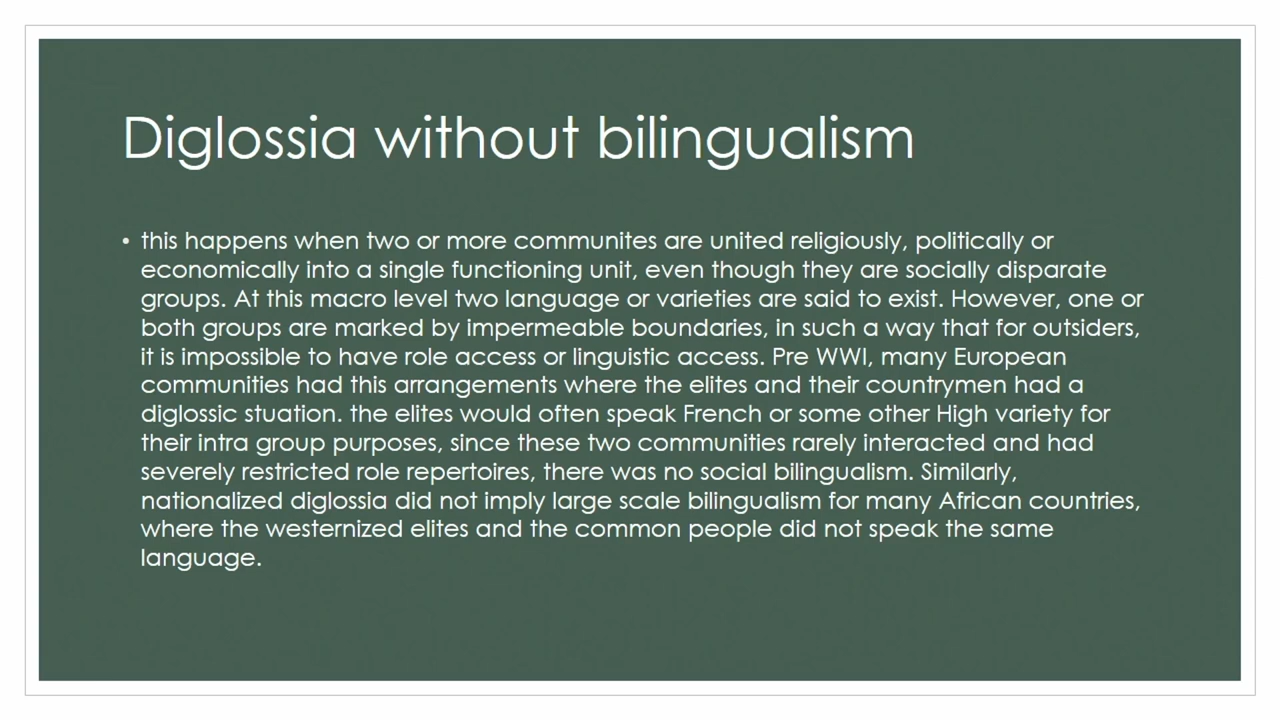 Diglossia without bilingualism
• this happens when two or more communites are united religiously, politically or
economically into a single functioning unit, even though they are socially disparate
groups. At this macro level two language or varieties are said to exist. However, one or
both groups are marked by impermeable boundaries, in such a way that for outsiders,
it is impossible to have role access or linguistic access. Pre WWI, many European
communities had this arrangements where the elites and their countrymen had a
diglossic stuation. the elites would often speak French or some other High variety for
their intra group purposes, since these two communities rarely interacted and had
severely restricted role repertoires, there was no social bilingualism. Similarly,
nationalized diglossia did not imply large scale bilingualism for many African countries,
where the westernized elites and the common people did not speak the same
language.